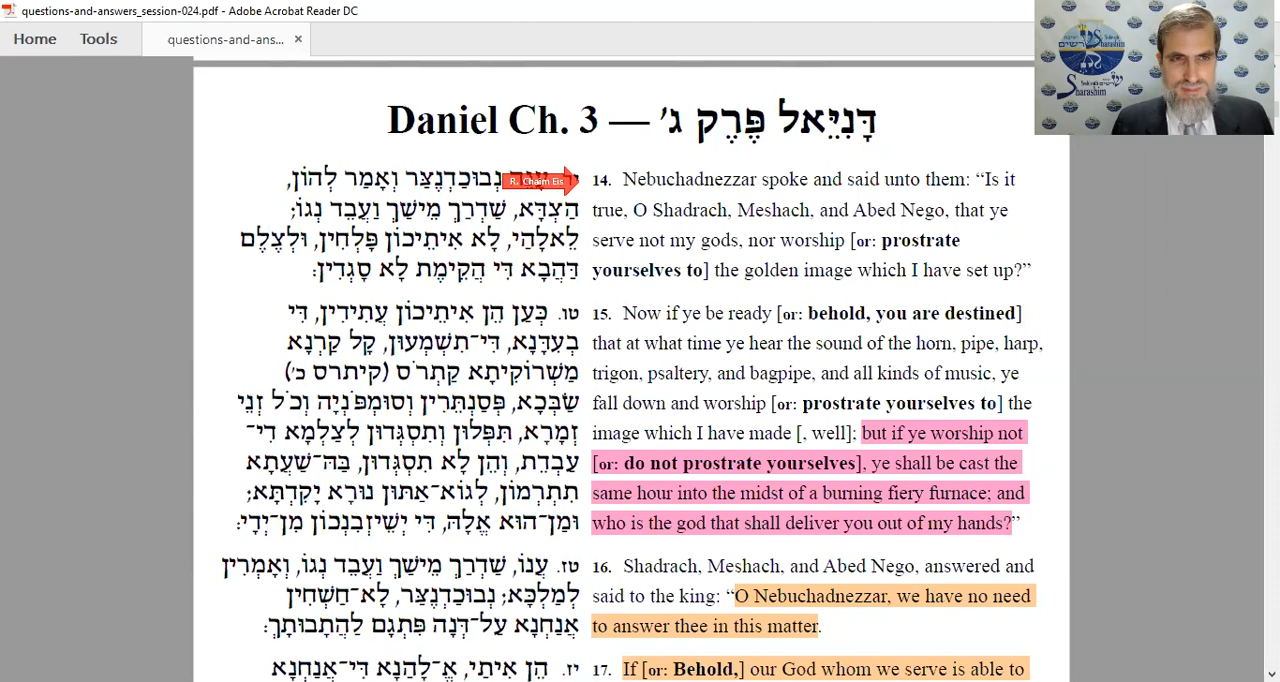 questions-and-answers_session-024.pdf - Adobe Acrobat Reader DC
Home Tools questions-and-ans... ×
Sharashim
שרשים
Sharashim
Daniel Ch. 3 — דָּנִיֵּאל פֶּרֶק ג׳
נְבוּכַדְנֶצַּר וְאָמַר לְהוֹן,
R. Chaim Eis
הַצְדָּא, שַׁדְרַךְ מֵישַׁךְ וַעֲבֵד נְגוֹ;
לֵאלָהַי, לָא אִיתֵיכוֹן פָּלְחִין, וּלְצֶלֶם
דַּהֲבָא דִּי הֲקֵימֶת לָא סָגְדִין:
14. Nebuchadnezzar spoke and said unto them: “Is it
true, O Shadrach, Meshach, and Abed Nego, that ye
serve not my gods, nor worship [or: prostrate
yourselves to] the golden image which I have set up?”
טו. כְּעַן הֵן אִיתֵיכוֹן עֲתִידִין, דִּי
בְעִדָּנָא, דִּי־תִשְׁמְעוּן, קָל קַרְנָא
מַשְׁרוֹקִיתָא קַתְרֹס (קיתרס כ׳)
שַׂבְּכָא, פְּסַנְתֵּרִין וְסוּמְפֹּנְיָה וְכֹל זְנֵי
זְמָרָא, תִּפְּלוּן וְתִסְגְּדוּן לְצַלְמָא דִי־
עַבְדֵת, וְהֵן לָא תִסְגְּדוּן, בַּהּ־שַׁעֲתָא
תִתְרְמוֹן, לְגוֹא־אַתּוּן נוּרָא יָקִדְתָּא;
וּמַן־הוּא אֱלָהּ, דִּי יְשֵׁיזְבִנְכוֹן מִן־יְדָי:
15. Now if ye be ready [or: behold, you are destined]
that at what time ye hear the sound of the horn, pipe, harp,
trigon, psaltery, and bagpipe, and all kinds of music, ye
fall down and worship [or: prostrate yourselves to] the
image which I have made [, well]; but if ye worship not
[or: do not prostrate yourselves], ye shall be cast the
same hour into the midst of a burning fiery furnace; and
who is the god that shall deliver you out of my hands?”
טז. עֲנוֹ, שַׁדְרַךְ מֵישַׁךְ וַעֲבֵד נְגוֹ, וְאָמְרִין
לְמַלְכָּא; נְבוּכַדְנֶצַּר, לָא־חַשְׁחִין
אֲנַחְנָא עַל־דְּנָה פִּתְגָם לַהֲתָבוּתָךְ:
16. Shadrach, Meshach, and Abed Nego, answered and
said to the king: “O Nebuchadnezzar, we have no need
to answer thee in this matter.
יז. הֵן אִיתַי, אֱ־לָהַנָא דִּי־אֲנַחְנָא
17. If [or: Behold,] our God whom we serve is able to